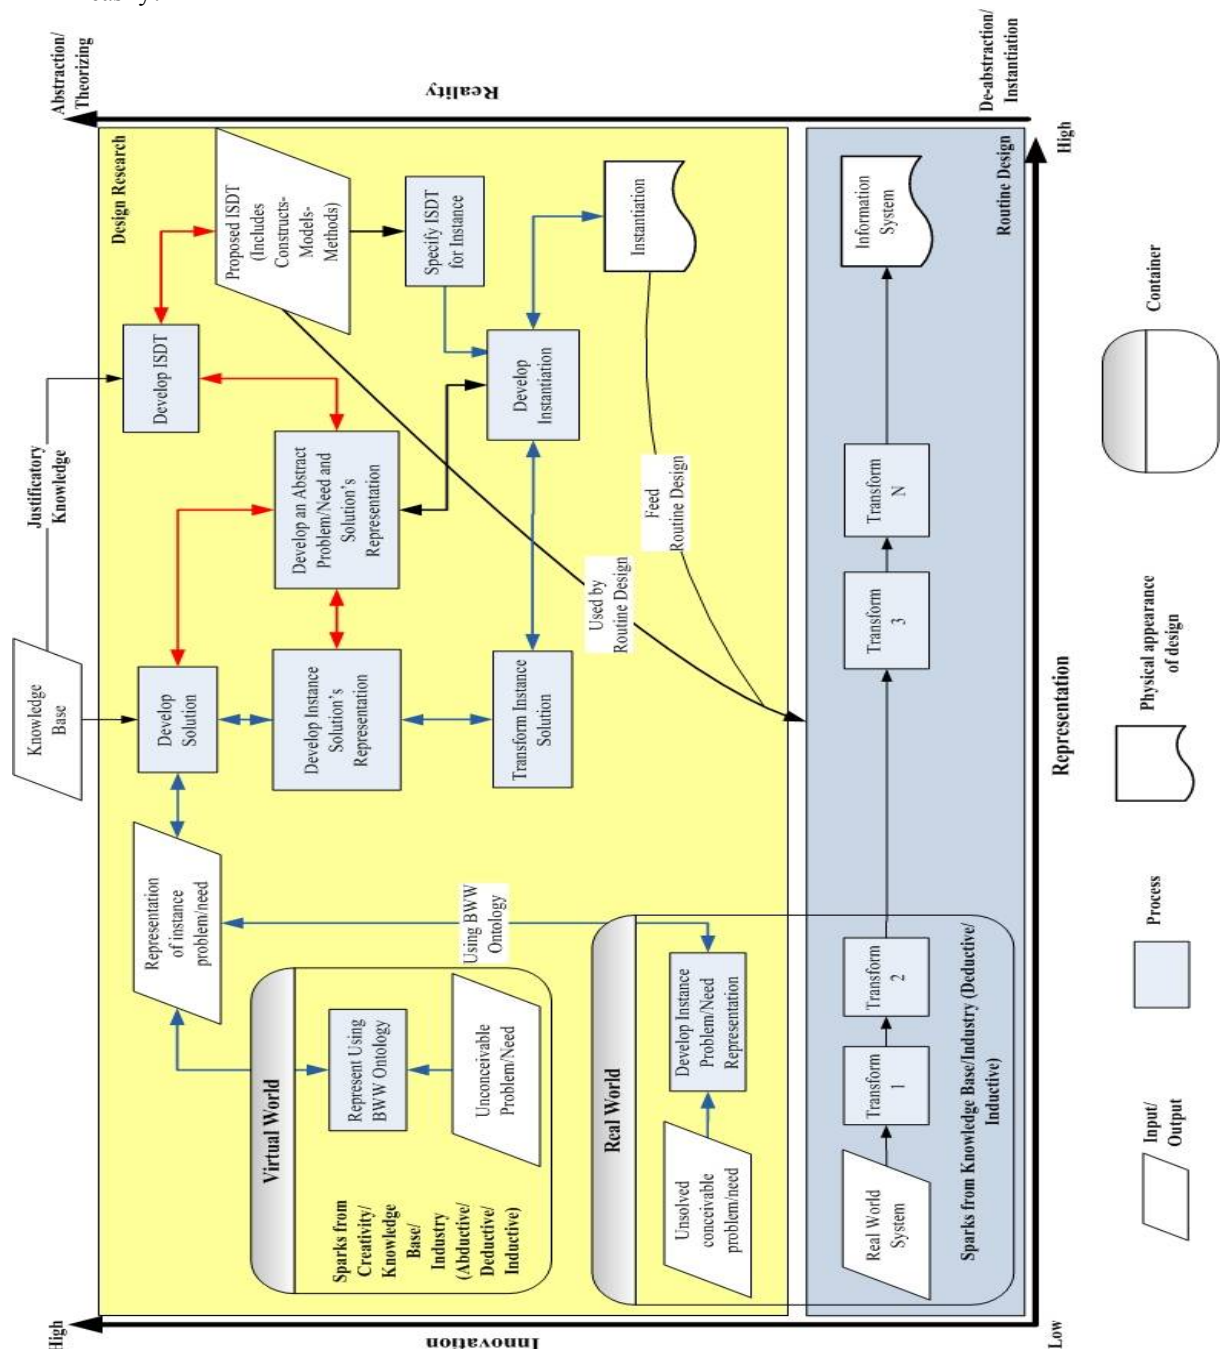 easily.
Abstraction/
Theorizing
Reality
De-abstraction/
Instantiation
High
Innovation
Low
Representation
High
Design Research
Knowledge
Base
Justificatory
Knowledge
Develop ISDT
Proposed ISDT
(Includes
Constructs-
Models-
Methods)
Specify ISDT
for Instance
Develop
Solution
Develop an Abstract
Problem/Need and
Solution's
Representation
Develop
Instantiation
Instantiation
Develop Instance
Solution's
Representation
Transform Instance
Solution
Used by
Routine Design
Feed
Routine Design
Representation
of instance
problem/need
Using BWW
Ontology
Virtual World
Represent Using
BWW Ontology
Unconceivable
Problem/Need
Sparks from
Creativity/
Knowledge
Base/
Industry
(Abductive/
Deductive/
Inductive)
Real World
Develop Instance
Problem/Need
Representation
Unsolved
conceivable
problem/need
Routine Design
Real World
System
Transform
1
Transform
2
Transform
3
Transform
N
Information
System
Sparks from Knowledge Base/Industry (Deductive/
Inductive)
Input/
Output
Process
Physical appearance
of design
Container